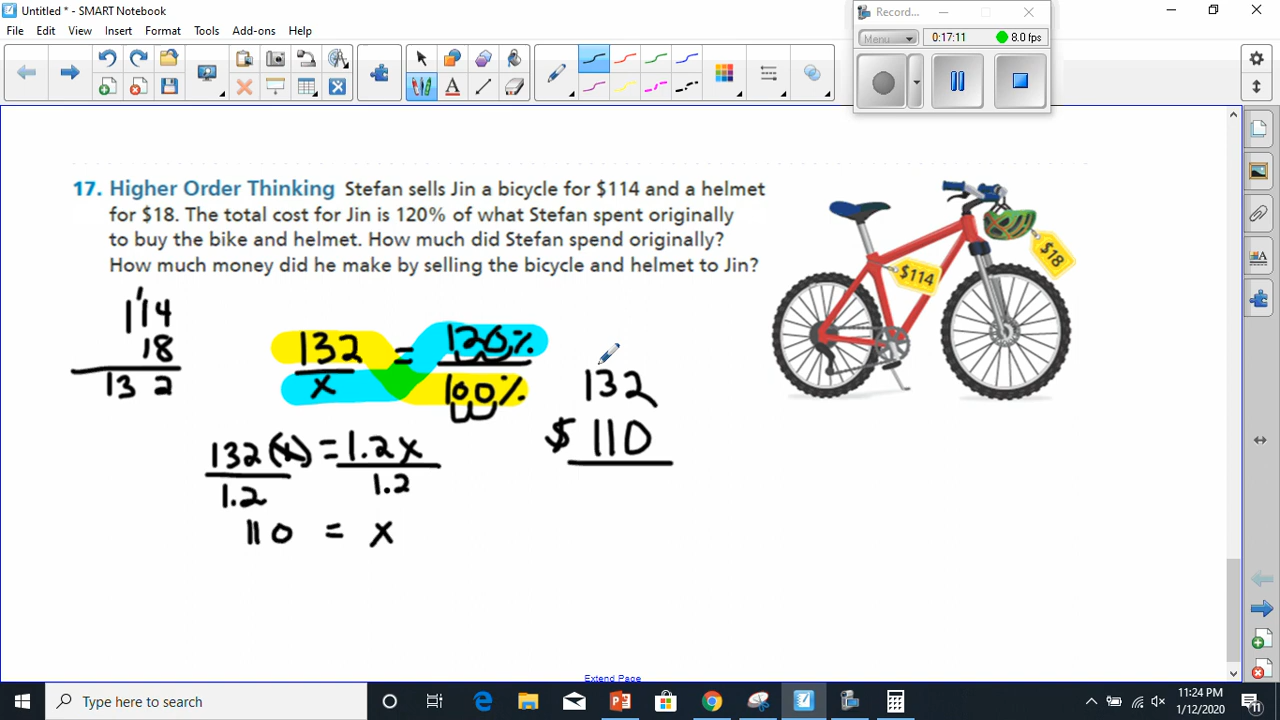 Untitled * - SMART Notebook
File Edit View Insert Format Tools Add-ons Help
Record...
Menu 0:17:11 8.0 fps
17. Higher Order Thinking Stefan sells Jin a bicycle for $114 and a helmet
for $18. The total cost for Jin is 120% of what Stefan spent originally
to buy the bike and helmet. How much did Stefan spend originally?
How much money did he make by selling the bicycle and helmet to Jin?
$114
$18
1
114
18
132
132 = 120%
x 100%
132
$ 110
132(x) = 1.2x
1.2 1.2
110 = x
Extend Page
Type here to search
11:24 PM
1/12/2020
11